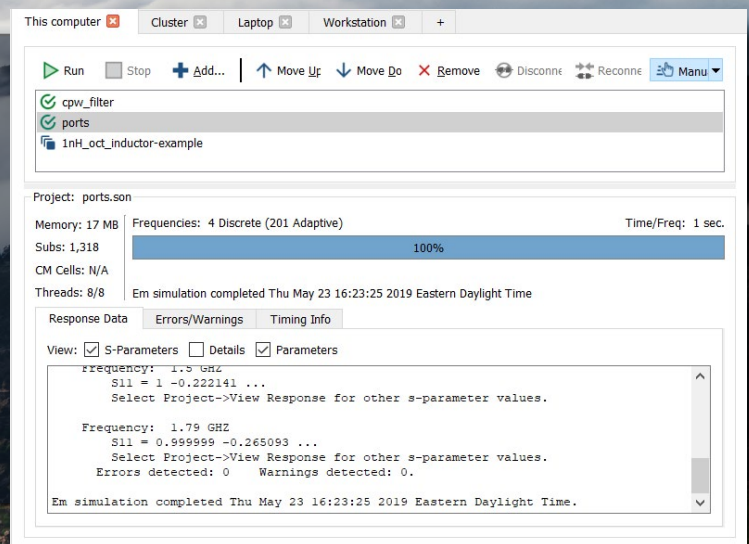 This computer Cluster Laptop Workstation +
Run Stop Add... Move Up Move Do Remove Disconne Reconne Manu
cpw_filter
ports
1nH_oct_inductor-example
Project: ports.son
Memory: 17 MB Frequencies: 4 Discrete (201 Adaptive) Time/Freq: 1 sec.
Subs: 1,318 100%
CM Cells: N/A
Threads: 8/8 Em simulation completed Thu May 23 16:23:25 2019 Eastern Daylight Time
Response Data Errors/Warnings Timing Info
View: S-Parameters Details Parameters
Frequency: 1.5 GHZ
S11 = 1 -0.222141 ...
Select Project->View Response for other s-parameter values.
Frequency: 1.79 GHZ
S11 = 0.999999 -0.265093 ...
Select Project->View Response for other s-parameter values.
Errors detected: 0 Warnings detected: 0.
Em simulation completed Thu May 23 16:23:25 2019 Eastern Daylight Time.